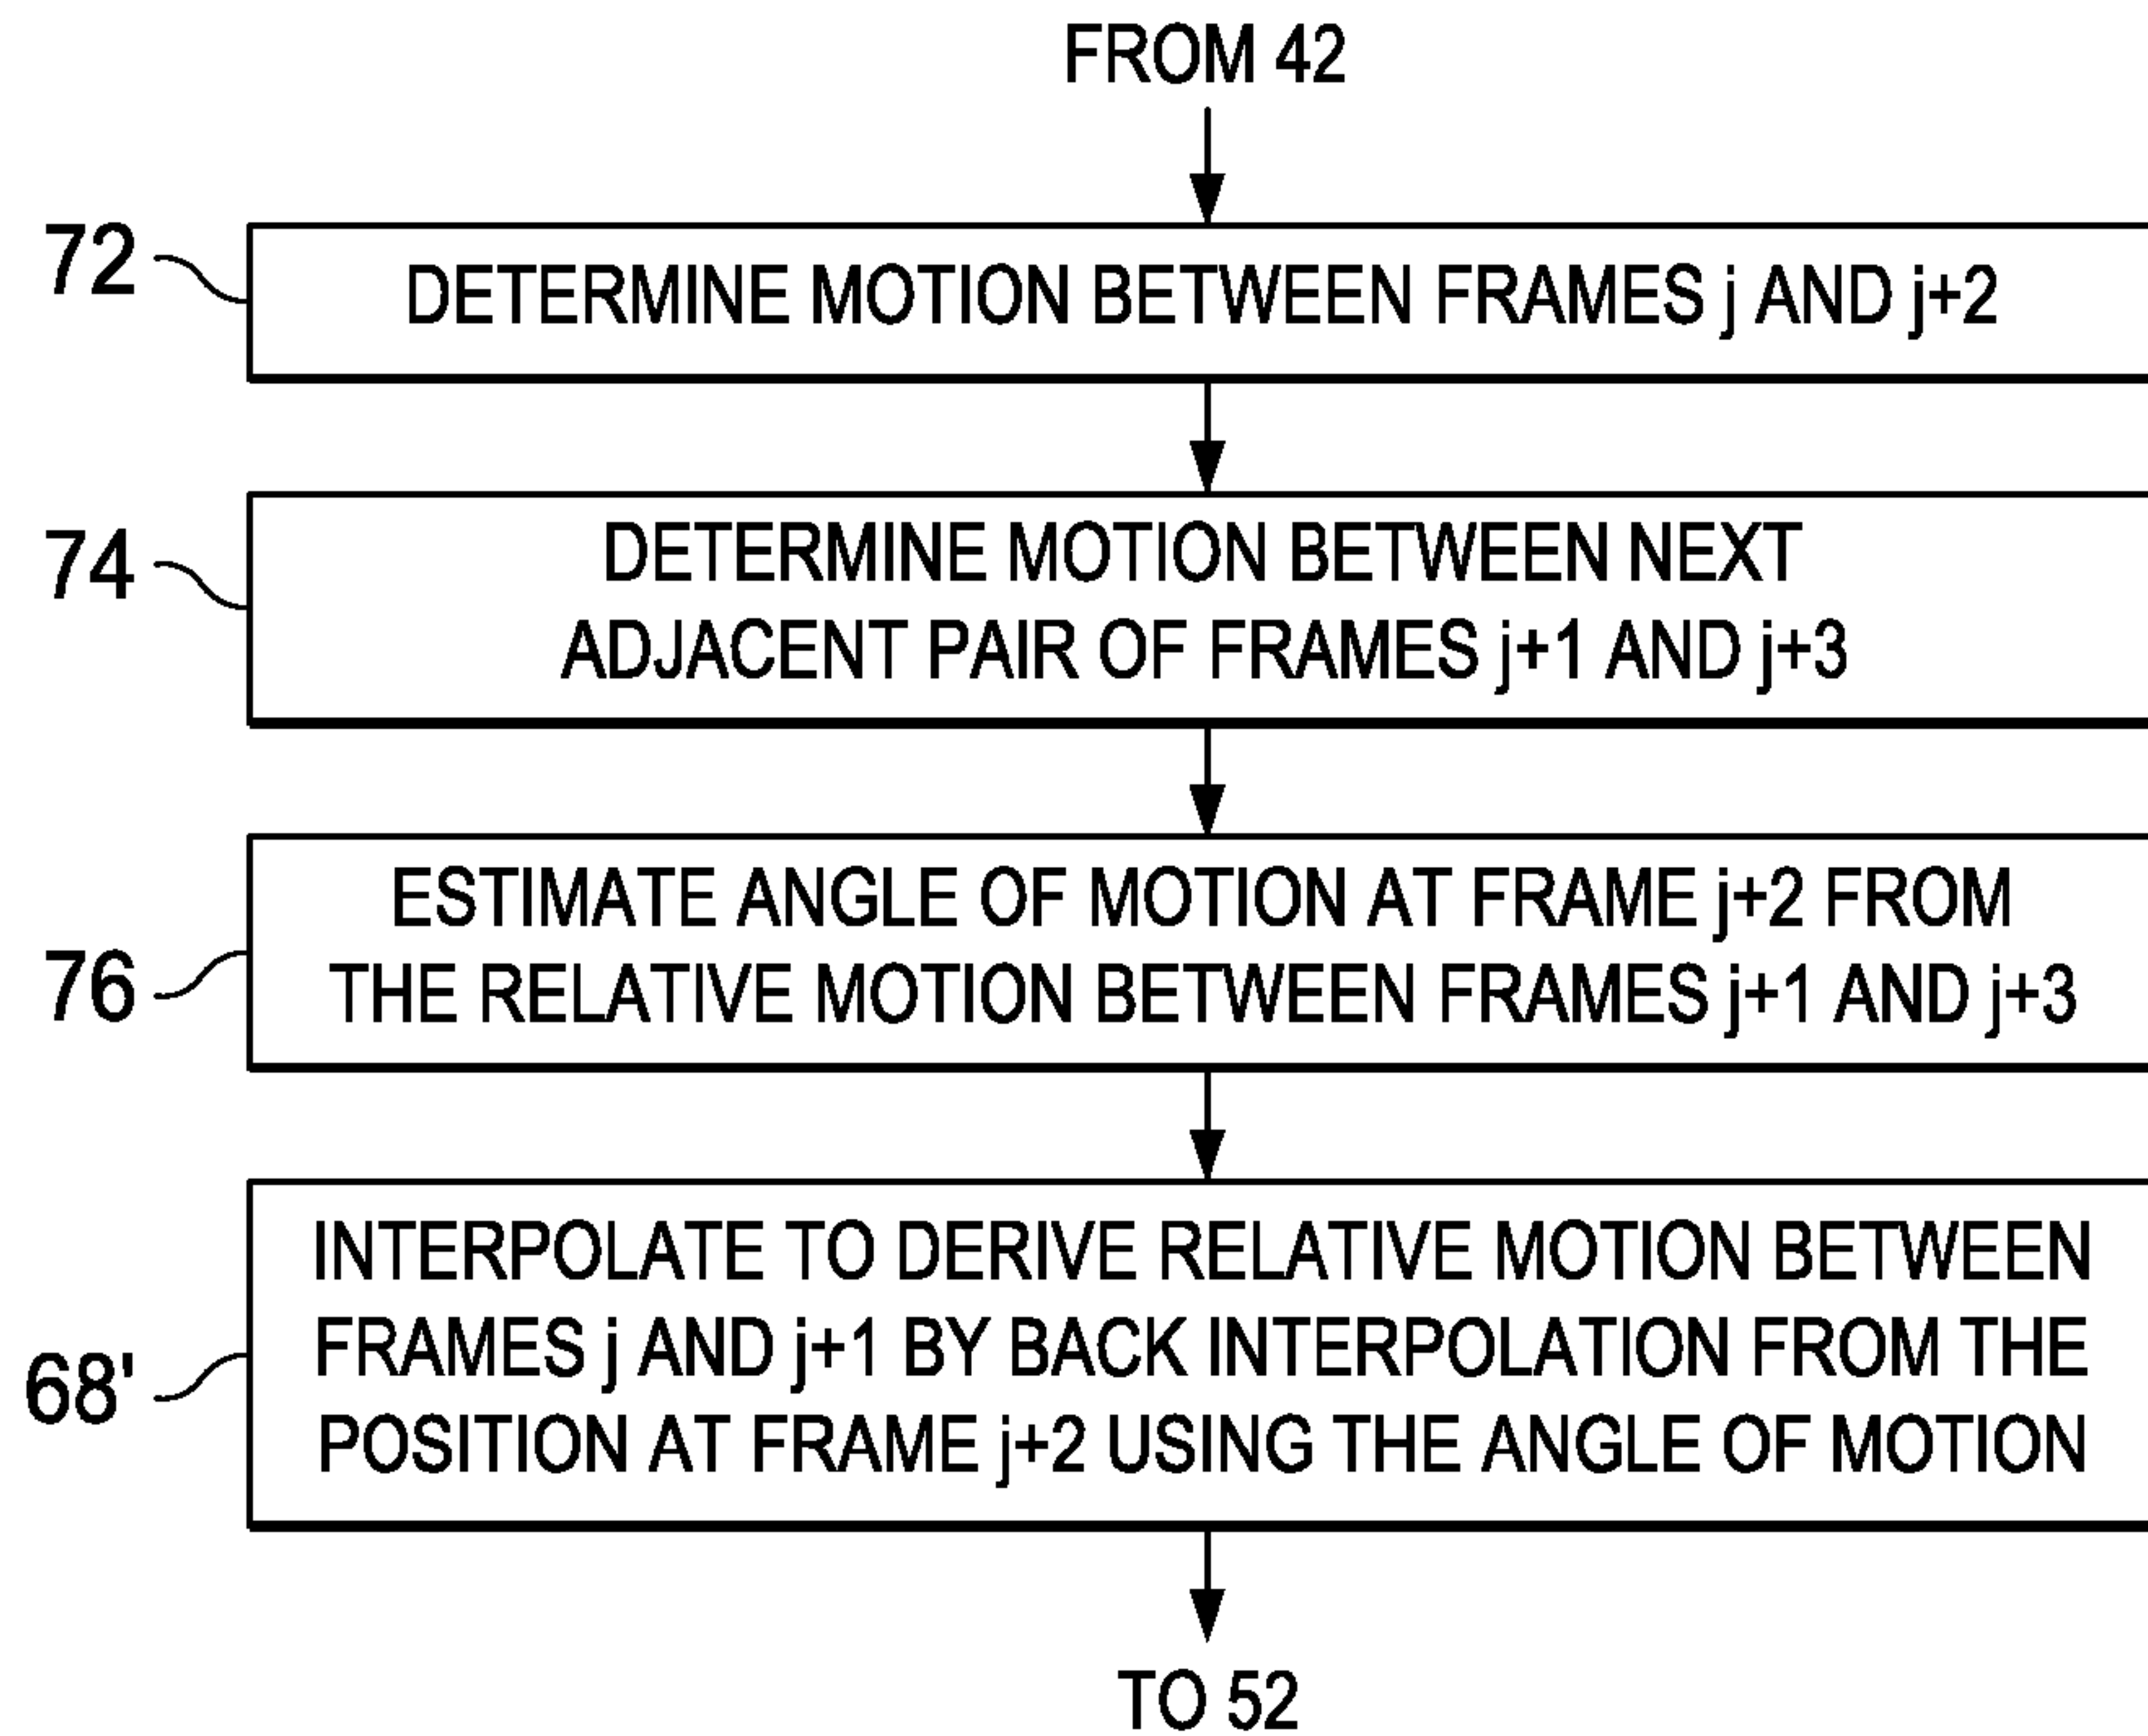 FROM 42
72
DETERMINE MOTION BETWEEN FRAMES j AND j+2
74
DETERMINE MOTION BETWEEN NEXT
ADJACENT PAIR OF FRAMES j+1 AND j+3
76
ESTIMATE ANGLE OF MOTION AT FRAME j+2 FROM
THE RELATIVE MOTION BETWEEN FRAMES j+1 AND j+3
68'
INTERPOLATE TO DERIVE RELATIVE MOTION BETWEEN
FRAMES j AND j+1 BY BACK INTERPOLATION FROM THE
POSITION AT FRAME j+2 USING THE ANGLE OF MOTION
TO 52